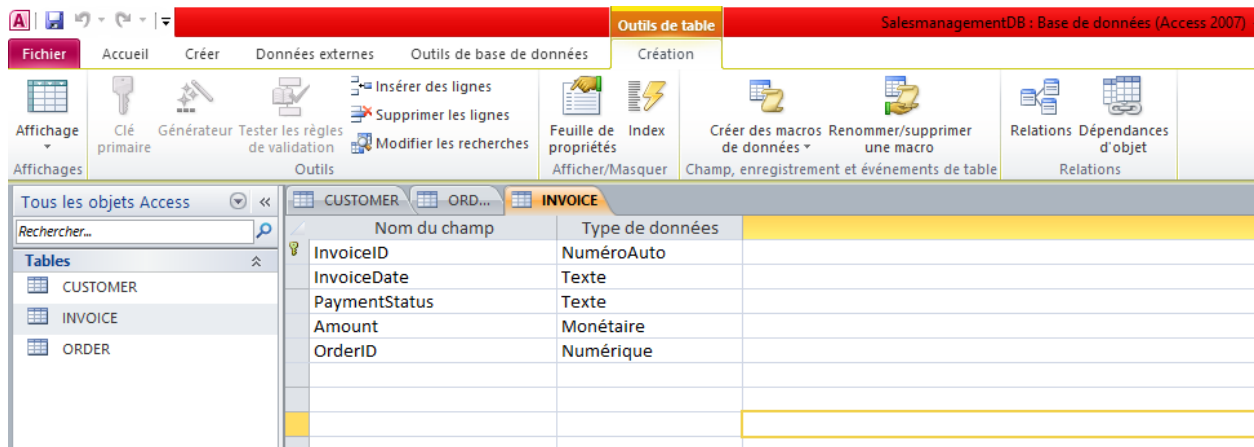 A
Outils de table
SalesmanagementDB : Base de données (Access 2007)
Fichier Accueil Créer Données externes Outils de base de données Création
Affichage
Clé primaire
Générateur
Tester les règles de validation
Insérer des lignes
Supprimer les lignes
Modifier les recherches
Feuille de propriétés
Index
Créer des macros de données
Renommer/supprimer une macro
Relations
Dépendances d'objet
Affichages Outils Afficher/Masquer Champ, enregistrement et événements de table Relations
Tous les objets Access
Rechercher...
Tables
CUSTOMER
INVOICE
ORDER
CUSTOMER ORD... INVOICE
Nom du champ Type de données
InvoiceID NuméroAuto
InvoiceDate Texte
PaymentStatus Texte
Amount Monétaire
OrderID Numérique